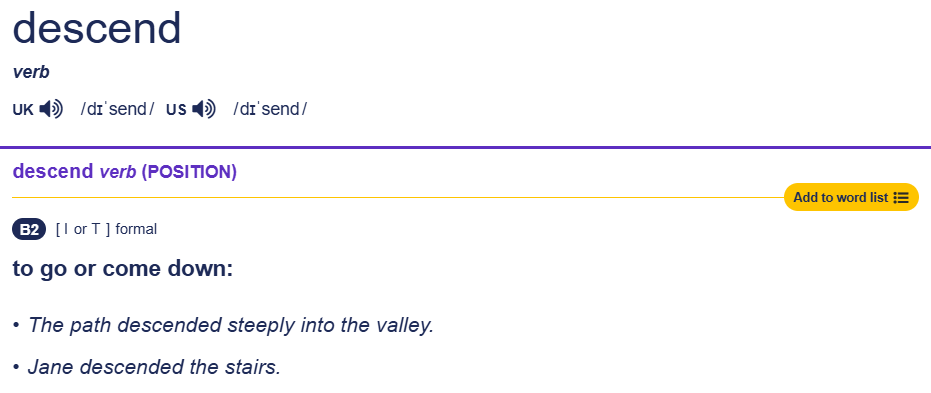 descend
verb
UK /dɪˈsend/ US /dɪˈsend/
descend verb (POSITION)
Add to word list
B2 [ I or T ] formal
to go or come down:
• The path descended steeply into the valley.
• Jane descended the stairs.